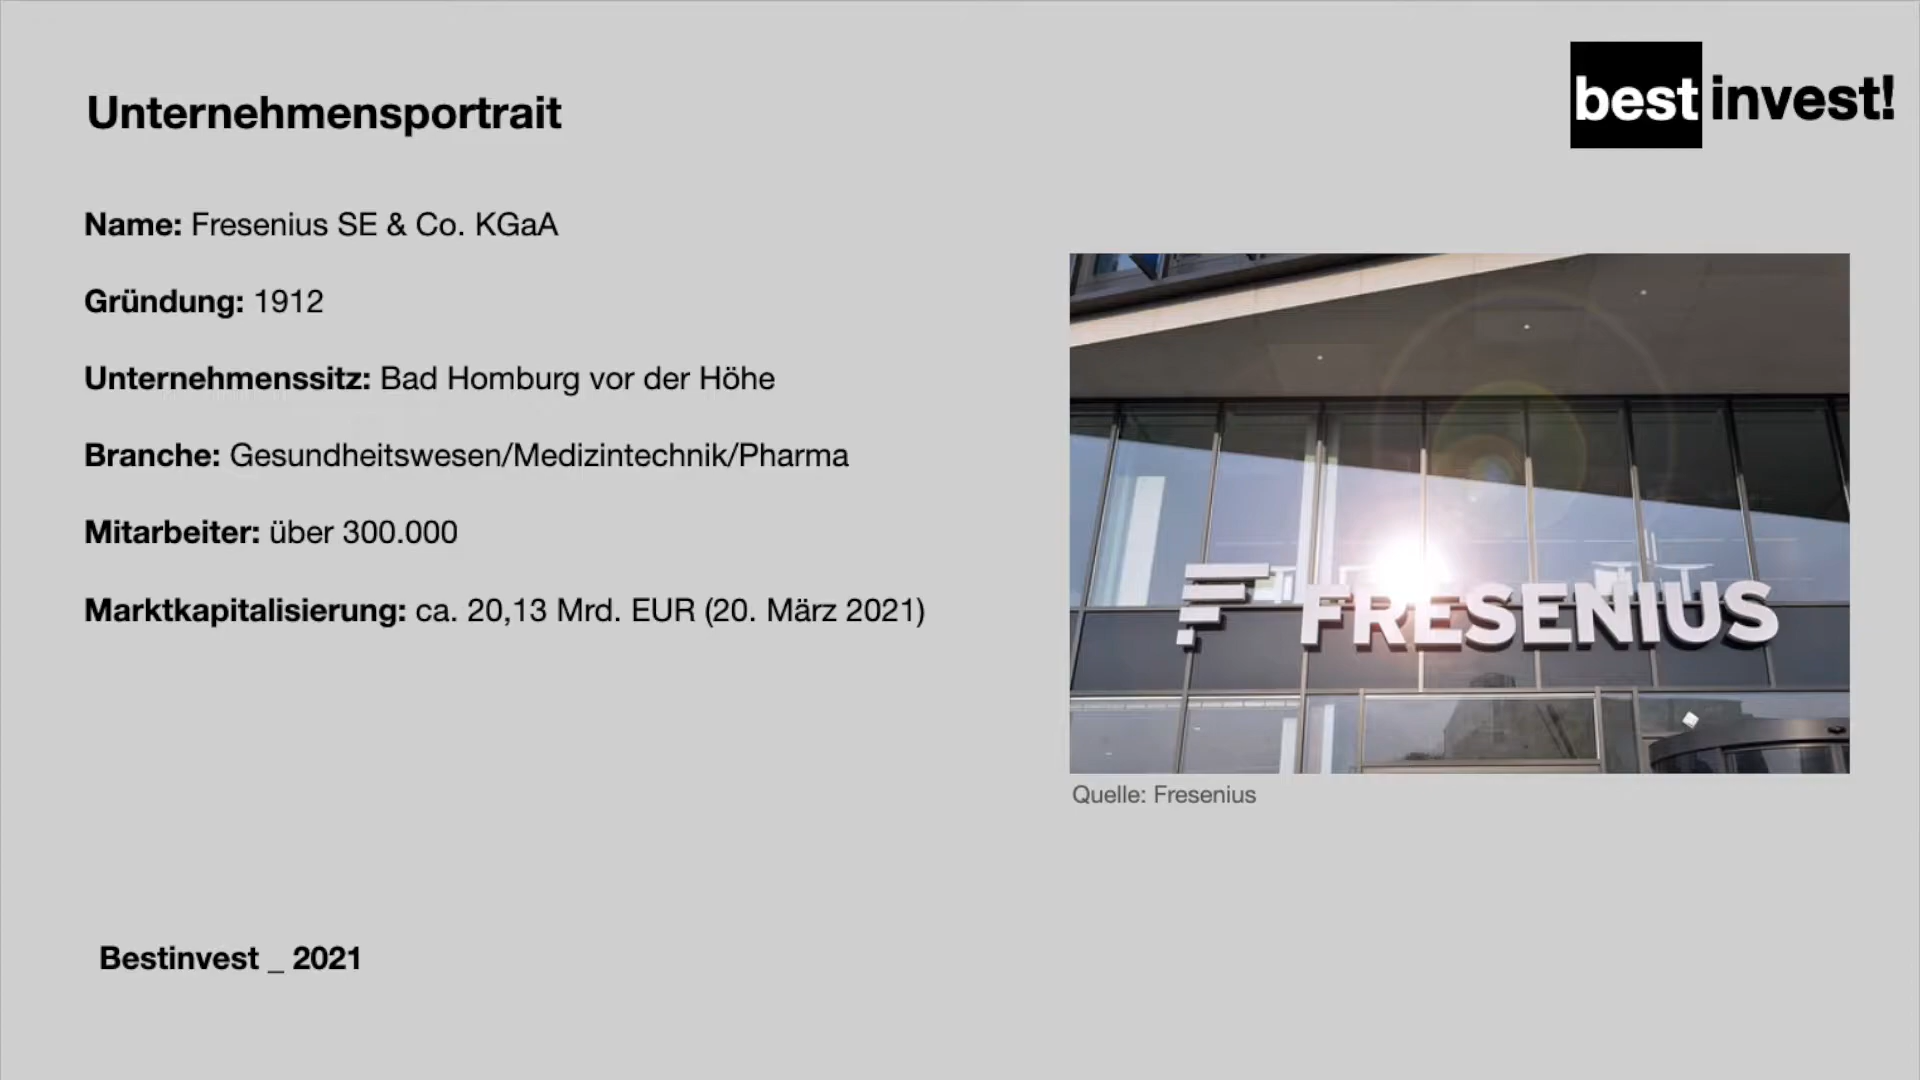 Unternehmensportrait
best invest!
Name: Fresenius SE & Co. KGaA
Gründung: 1912
Unternehmenssitz: Bad Homburg vor der Höhe
Branche: Gesundheitswesen/Medizintechnik/Pharma
Mitarbeiter: über 300.000
Marktkapitalisierung: ca. 20,13 Mrd. EUR (20. März 2021)
FRESENIUS
Quelle: Fresenius
Bestinvest _ 2021